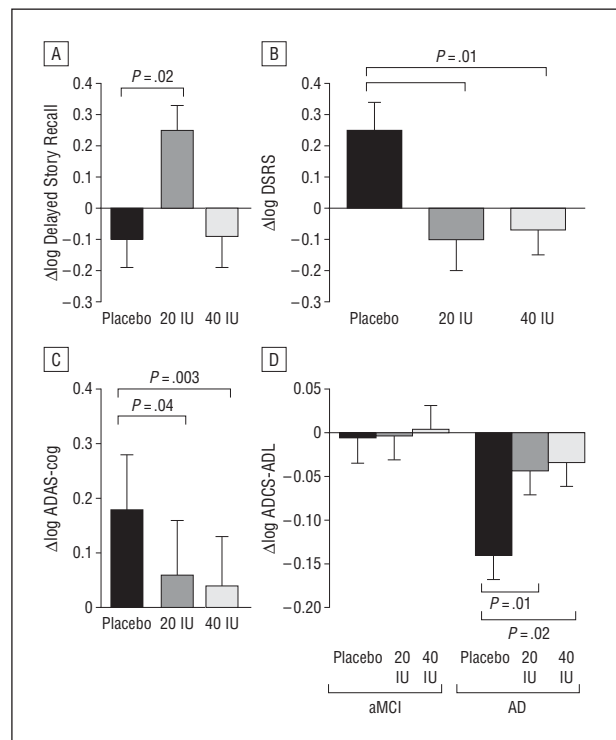 A
P = .02
0.4
0.3
0.2
0.1
0
−0.1
−0.2
−0.3
Δlog Delayed Story Recall
Placebo 20 IU 40 IU
B
P = .01
0.4
0.3
0.2
0.1
0
−0.1
−0.2
−0.3
Δlog DSRS
Placebo 20 IU 40 IU
C
P = .003
P = .04
0.4
0.3
0.2
0.1
0
Δlog ADAS-cog
Placebo 20 IU 40 IU
D
0.05
0
−0.05
−0.10
−0.15
−0.20
Δlog ADCS-ADL
P = .01
P = .02
Placebo 20 40 Placebo 20 40
IU IU IU IU
aMCI AD